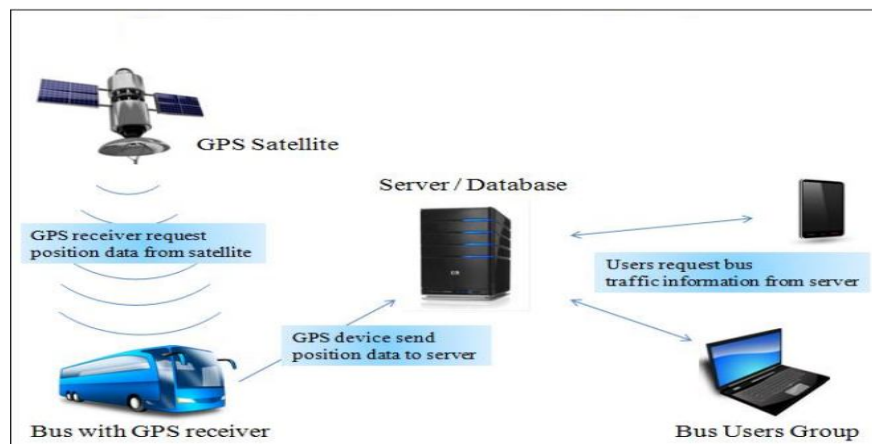 GPS Satellite
Server / Database
GPS receiver request
position data from satellite
Users request bus
traffic information from server
GPS device send
position data to server
Bus with GPS receiver
Bus Users Group